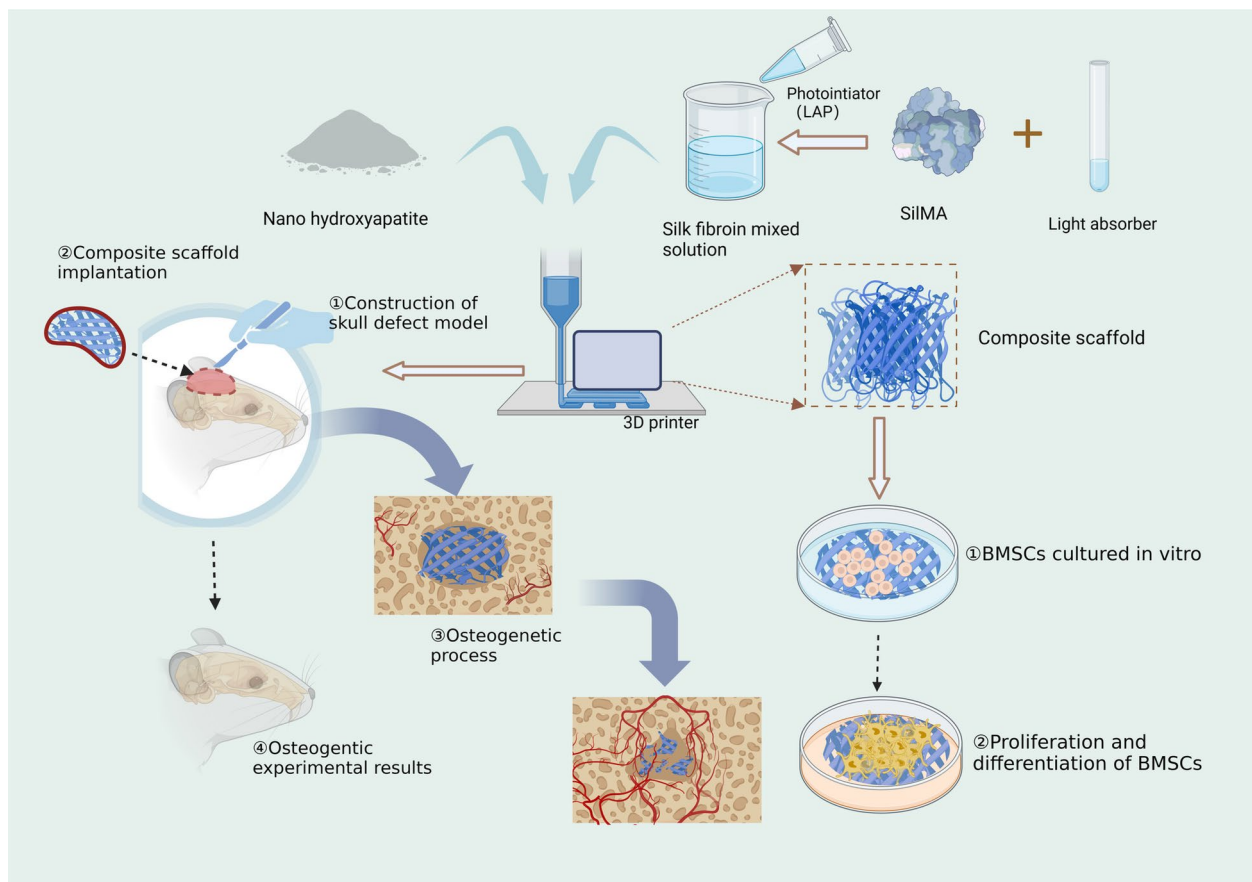 Photointiator
(LAP)
Nano hydroxyapatite
Silk fibroin mixed
solution
SilMA
Light absorber
②Composite scaffold
implantation
①Construction of
skull defect model
Composite scaffold
3D printer
①BMSCs cultured in vitro
③Osteogenetic
process
②Proliferation and
differentiation of BMSCs
④Osteogentic
experimental results